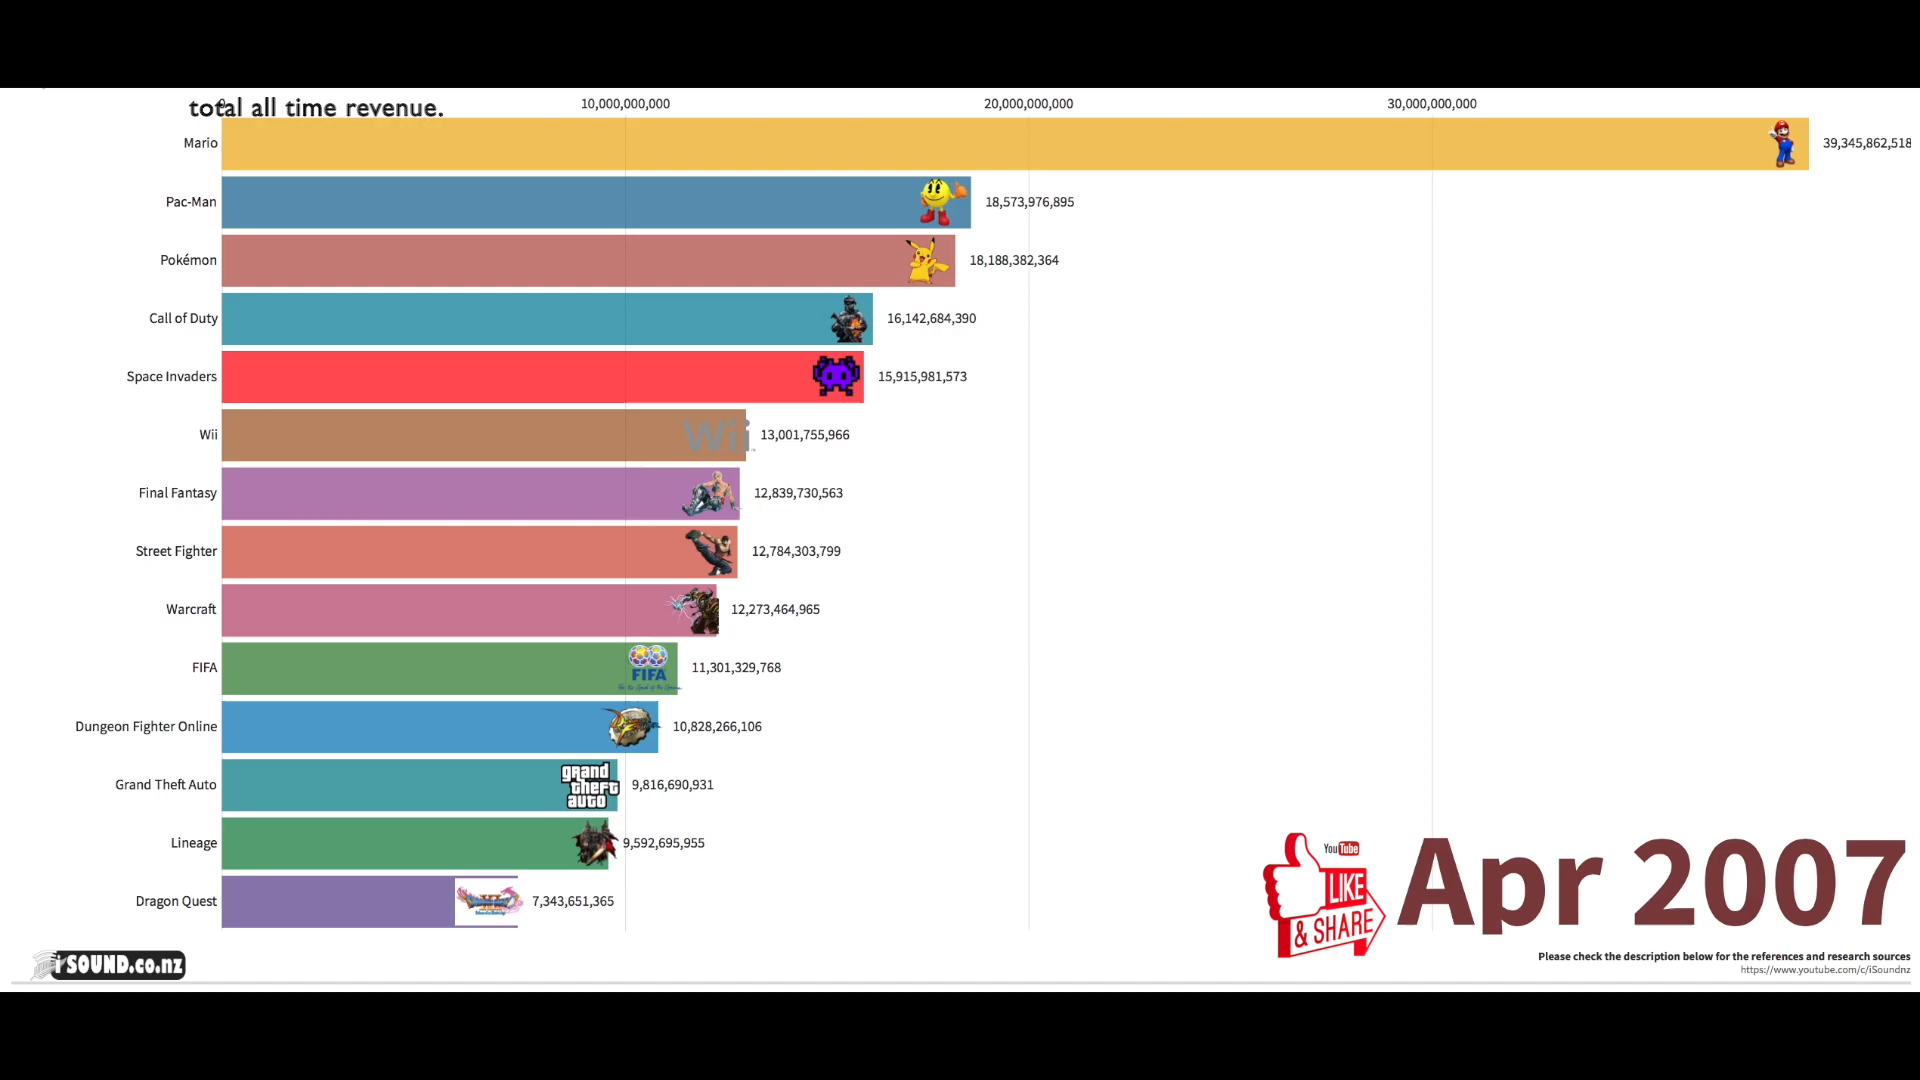 total all time revenue.
0 10,000,000,000 20,000,000,000 30,000,000,000
Mario 39,345,862,518
Pac-Man 18,573,976,895
Pokémon 18,188,382,364
Call of Duty 16,142,684,390
Space Invaders 15,915,981,573
Wii Wii 13,001,755,966
Final Fantasy 12,839,730,563
Street Fighter 12,784,303,799
Warcraft 12,273,464,965
FIFA FIFA 11,301,329,768
Dungeon Fighter Online 10,828,266,106
Grand Theft Auto grand theft auto 9,816,690,931
Lineage 9,592,695,955
Dragon Quest 7,343,651,365
YouTube
LIKE
& SHARE
Apr 2007
iSOUND.co.nz
Please check the description below for the references and research sources
https://www.youtube.com/c/iSoundnz